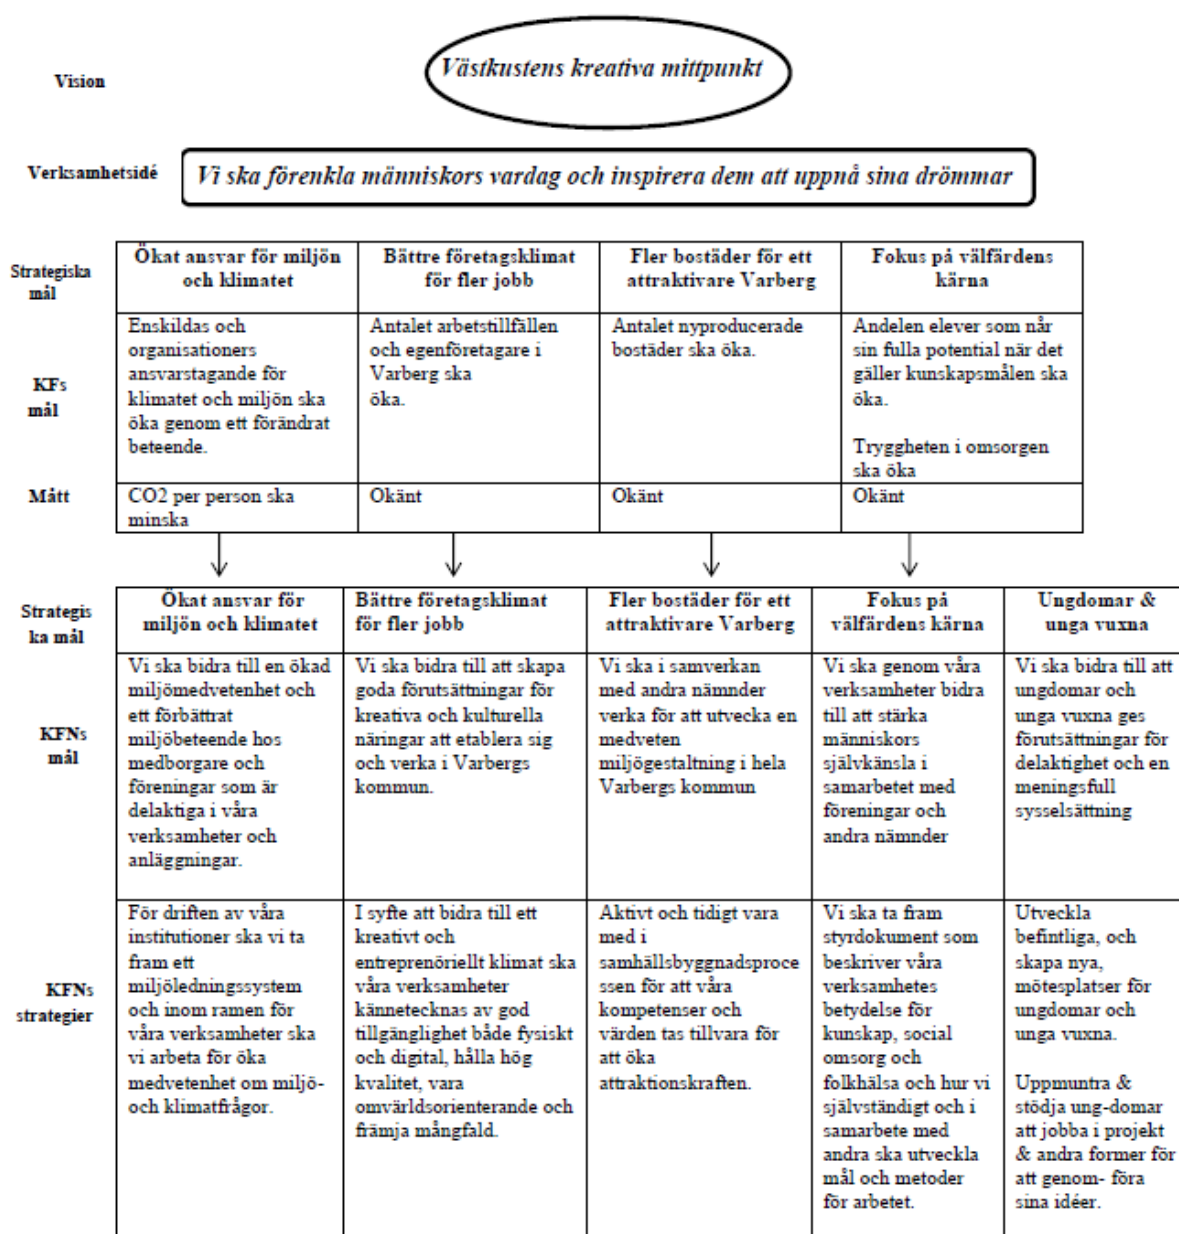 Vision
Västkustens kreativa mittpunkt
Verksamhetsidé
Vi ska förenkla människors vardag och inspirera dem att uppnå sina drömmar
Strategiska
mål
Ökat ansvar för miljön
och klimatet
Bättre företagsklimat
för fler jobb
Fler bostäder för ett
attraktivare Varberg
Fokus på välfärdens
kärna
KFs
mål
Enskildas och
organisationers
ansvarstagande för
klimatet och miljön ska
öka genom ett förändrat
beteende.
Antalet arbetstillfällen
och egenföretagare i
Varberg ska
öka.
Antalet nyproducerade
bostäder ska öka.
Andelen elever som når
sin fulla potential när det
gäller kunskapsmålen ska
öka.
Tryggheten i omsorgen
ska öka
Mått
CO2 per person ska
minska
Okänt
Okänt
Okänt
Strategis
ka mål
Ökat ansvar för
miljön och klimatet
Bättre företagsklimat
för fler jobb
Fler bostäder för ett
attraktivare Varberg
Fokus på
välfärdens kärna
Ungdomar &
unga vuxna
KFNs
mål
Vi ska bidra till en ökad
miljömedvetenhet och
ett förbättrat
miljöbeteende hos
medborgare och
föreningar som är
delaktiga i våra
verksamheter och
anläggningar.
Vi ska bidra till att skapa
goda förutsättningar för
kreativa och kulturella
näringar att etablera sig
och verka i Varbergs
kommun.
Vi ska i samverkan
med andra nämnder
verka för att utvecka en
medveten
miljögestaltning i hela
Varbergs kommun
Vi ska genom våra
verksamheter bidra
till att stärka
människors
självkänsla i
samarbetet med
föreningar och
andra nämnder
Vi ska bidra till att
ungdomar och
unga vuxna ges
förutsättningar för
delaktighet och en
meningsfull
sysselsättning
KFNs
strategier
För driften av våra
institutioner ska vi ta
fram ett
miljöledningssystem
och inom ramen för
våra verksamheter ska
vi arbeta för öka
medvetenhet om miljö-
och klimatfrågor.
I syfte att bidra till ett
kreativt och
entreprenöriellt klimat ska
våra verksamheter
kännetecknas av god
tillgänglighet både fysiskt
och digital, hålla hög
kvalitet, vara
omvärldsorienterande och
främja mångfald.
Aktivt och tidigt vara
med i
samhällsbyggnadsproce
ssen för att våra
kompetenser och
värden tas tillvara för
att öka
attraktionskraften.
Vi ska ta fram
styrdokument som
beskriver våra
verksamhetes
betydelse för
kunskap, social
omsorg och
folkhälsa och hur vi
självständigt och i
samarbete med
andra ska utveckla
mål och metoder
för arbetet.
Utveckla
befintliga, och
skapa nya,
mötesplatser för
ungdomar och
unga vuxna.
Uppmuntra &
stödja ung-domar
att jobba i projekt
& andra former för
att genom- föra
sina idéer.